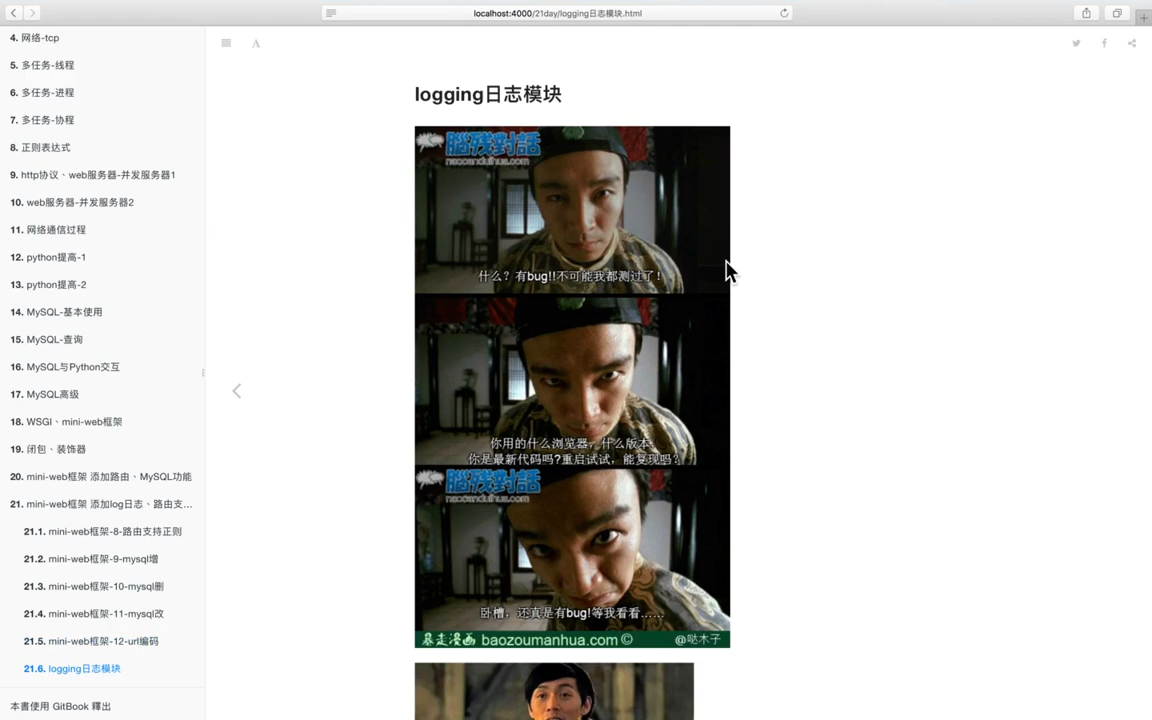 localhost:4000/21day/logging日志模块.html
4. 网络-tcp
5. 多任务-线程
6. 多任务-进程
7. 多任务-协程
8. 正则表达式
9. http协议、web服务器-并发服务器1
10. web服务器-并发服务器2
11. 网络通信过程
12. python提高-1
13. python提高-2
14. MySQL-基本使用
15. MySQL-查询
16. MySQL与Python交互
17. MySQL高级
18. WSGI、mini-web框架
19. 闭包、装饰器
20. mini-web框架 添加路由、MySQL功能
21. mini-web框架 添加log日志、路由支...
21.1. mini-web框架-8-路由支持正则
21.2. mini-web框架-9-mysql增
21.3. mini-web框架-10-mysql删
21.4. mini-web框架-11-mysql改
21.5. mini-web框架-12-url编码
21.6. logging日志模块
本書使用 GitBook 釋出
A
logging日志模块
腦殘對話
naocanduihua.com
什么？有bug!!不可能我都测过了！
你用的什么浏览器，什么版本，
你是最新代码吗?重启试试，能复现吗？
腦殘對話
naocanduihua.com
卧槽，还真是有bug!等我看看……
暴走漫画 baozoumanhua.com ©
@哒木子